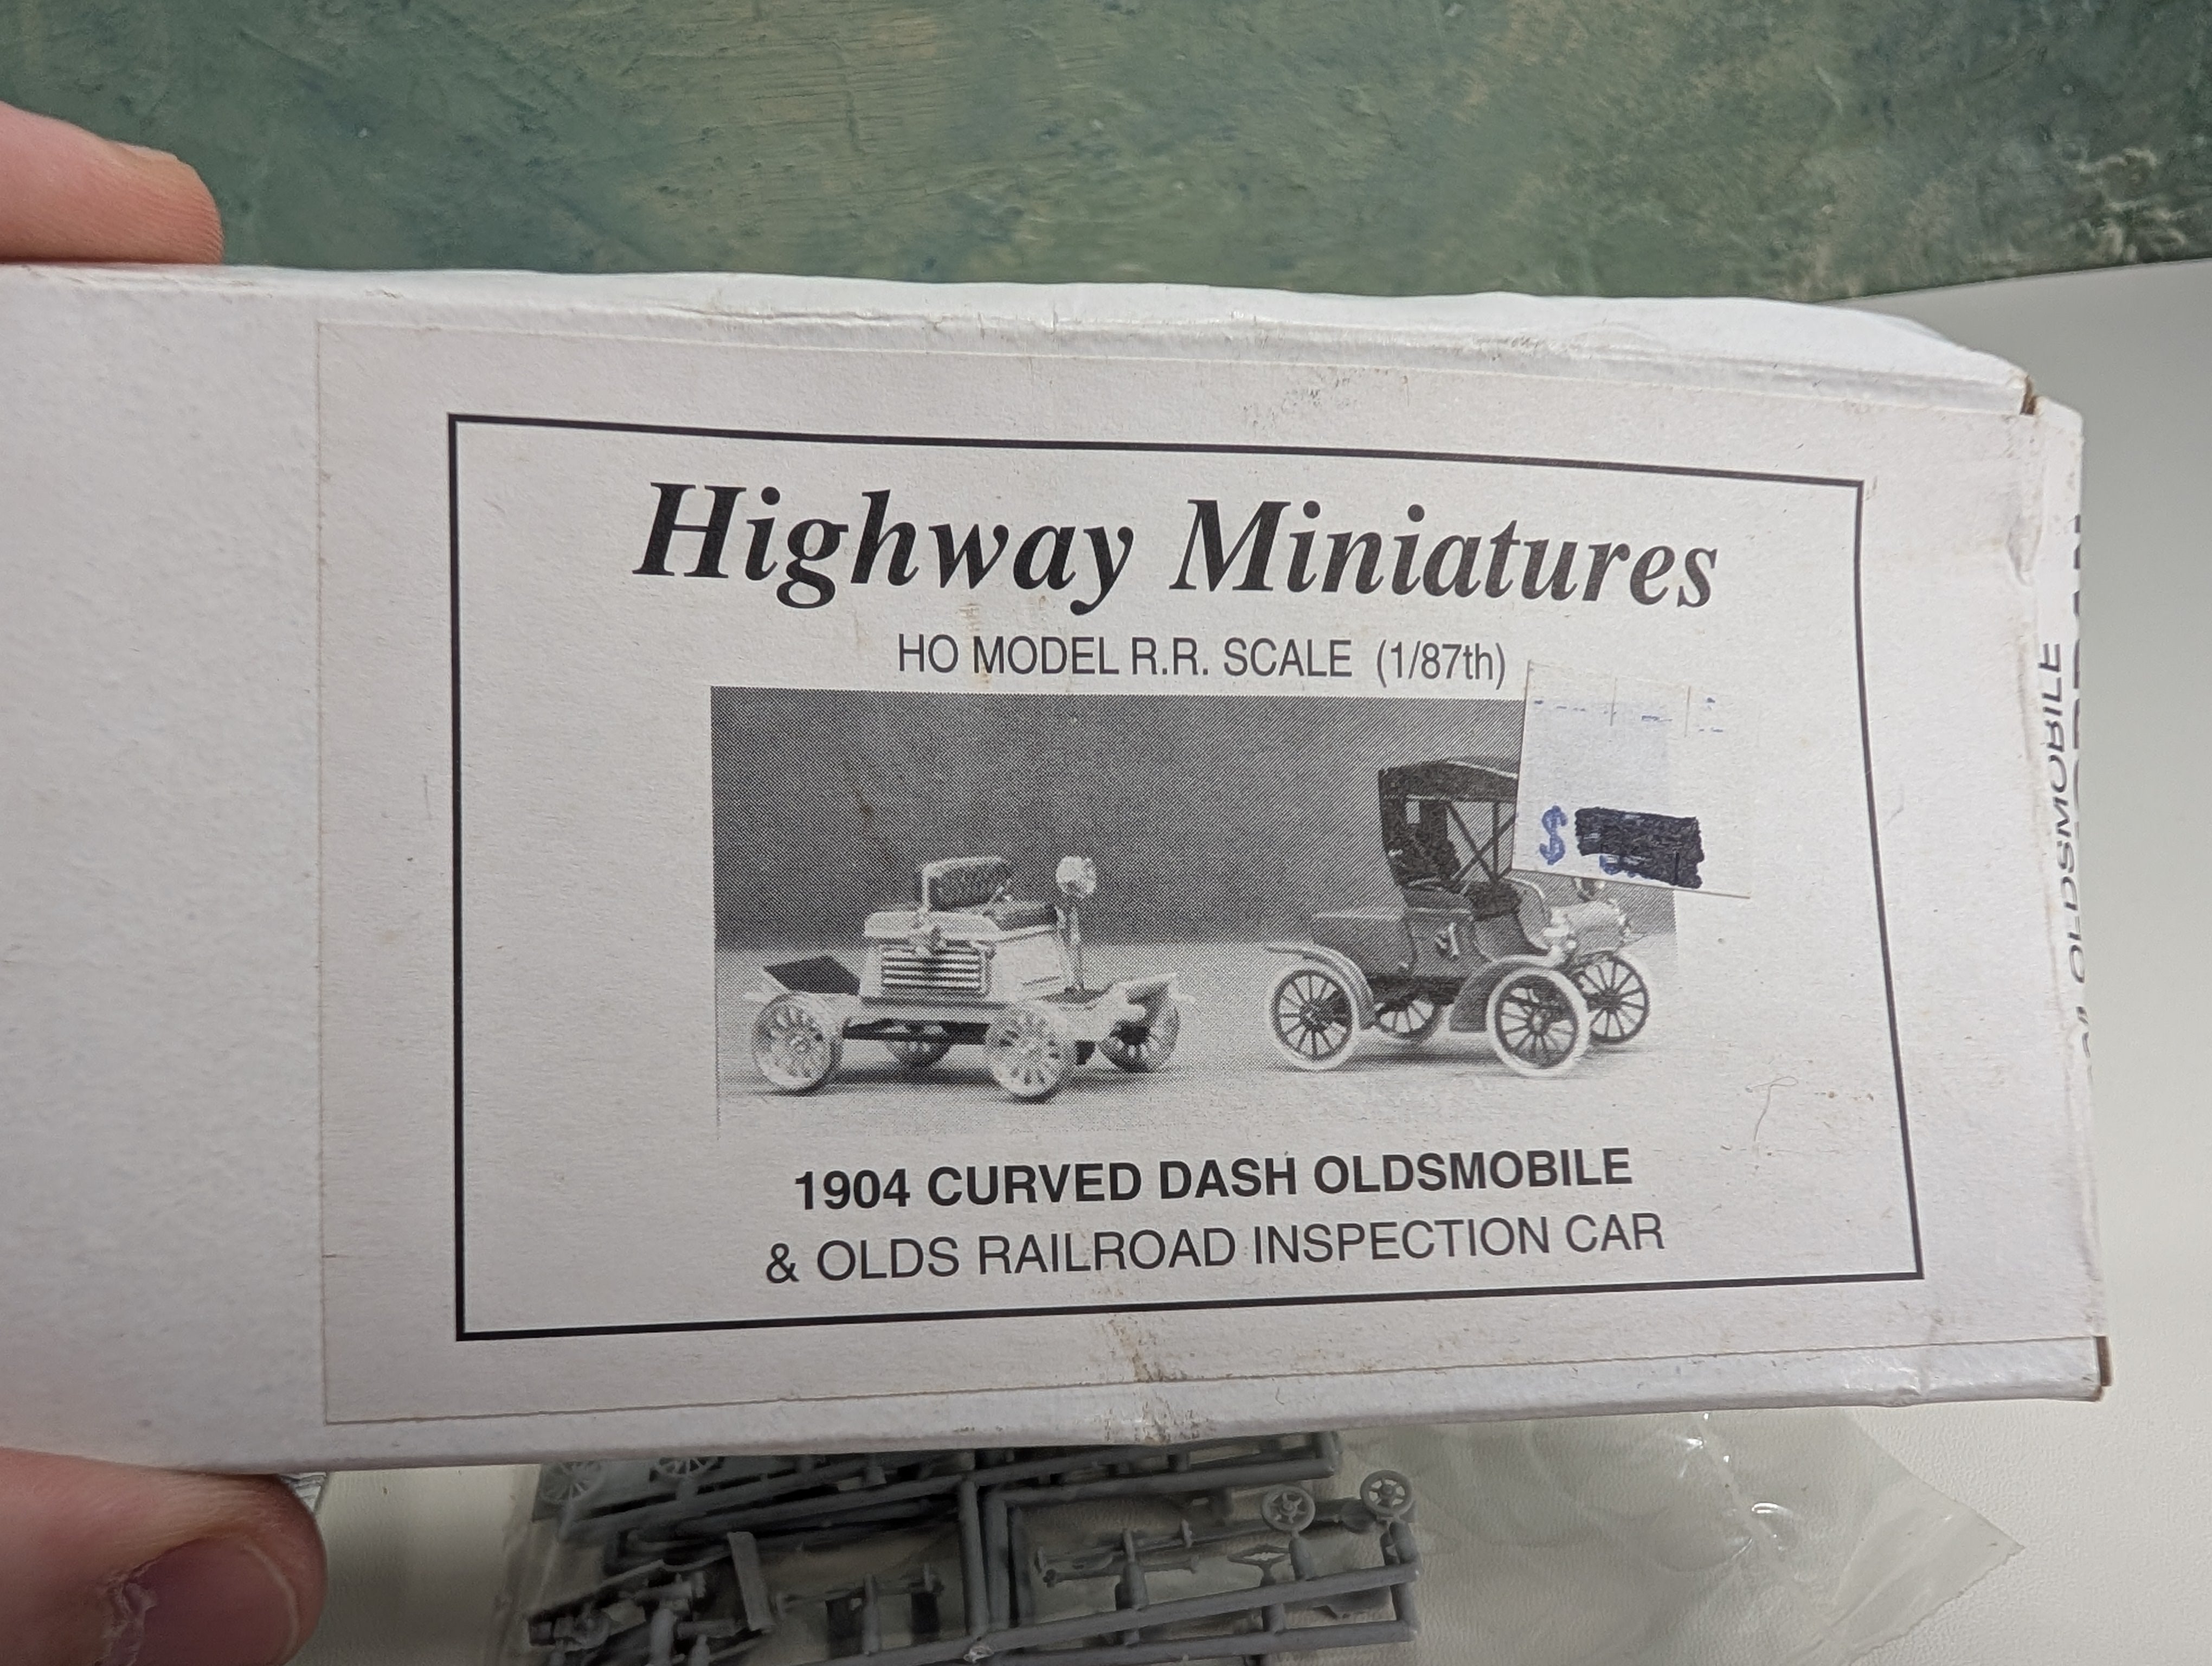 Highway Miniatures
HO MODEL R.R. SCALE (1/87th)
$
1904 CURVED DASH OLDSMOBILE
& OLDS RAILROAD INSPECTION CAR
OLDSMOBILE